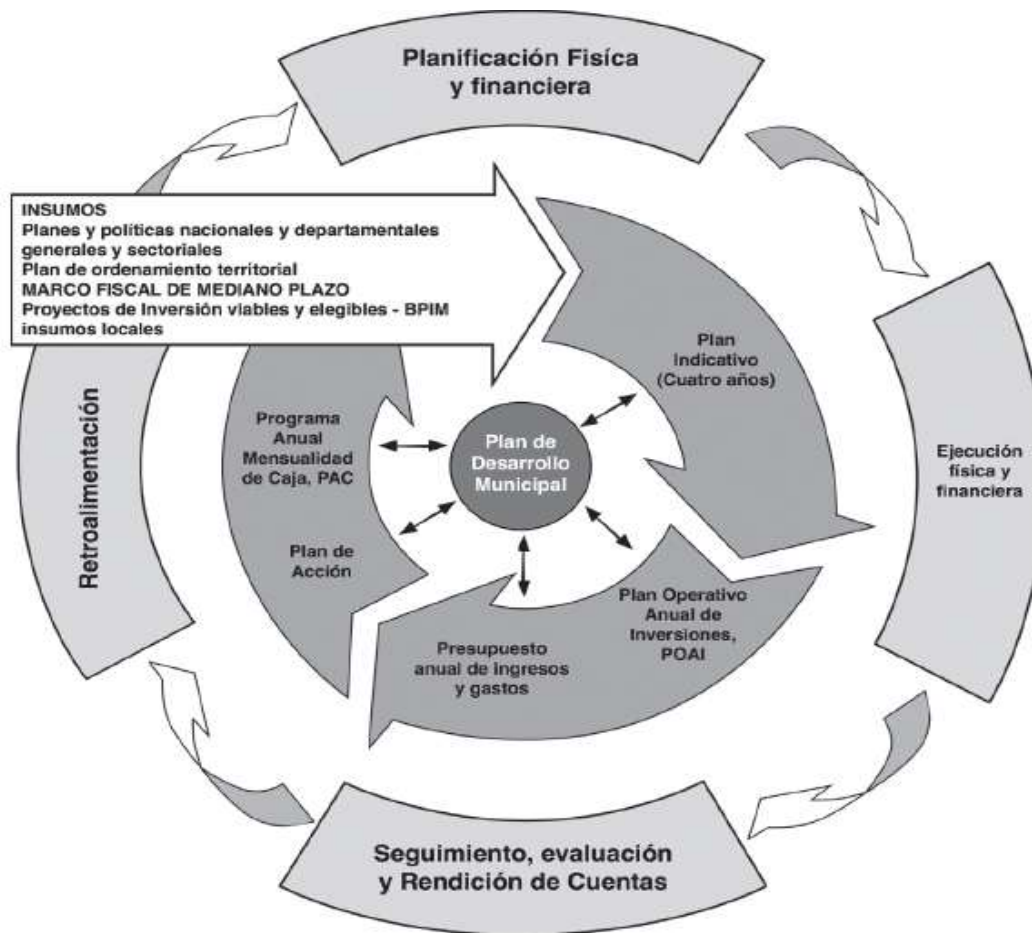 Planificación Fisíca
y financiera
INSUMOS
Planes y políticas nacionales y departamentales
generales y sectoriales
Plan de ordenamiento territorial
MARCO FISCAL DE MEDIANO PLAZO
Proyectos de Inversión viables y elegibles - BPIM
insumos locales
Plan
Indicativo
(Cuatro años)
Programa
Anual
Mensualidad
de Caja, PAC
Plan de
Desarrollo
Municipal
Ejecución
física y
financiera
Retroalimentación
Plan de
Acción
Plan Operativo
Anual de
Inversiones,
POAI
Presupuesto
anual de ingresos
y gastos
Seguimiento, evaluación
y Rendición de Cuentas